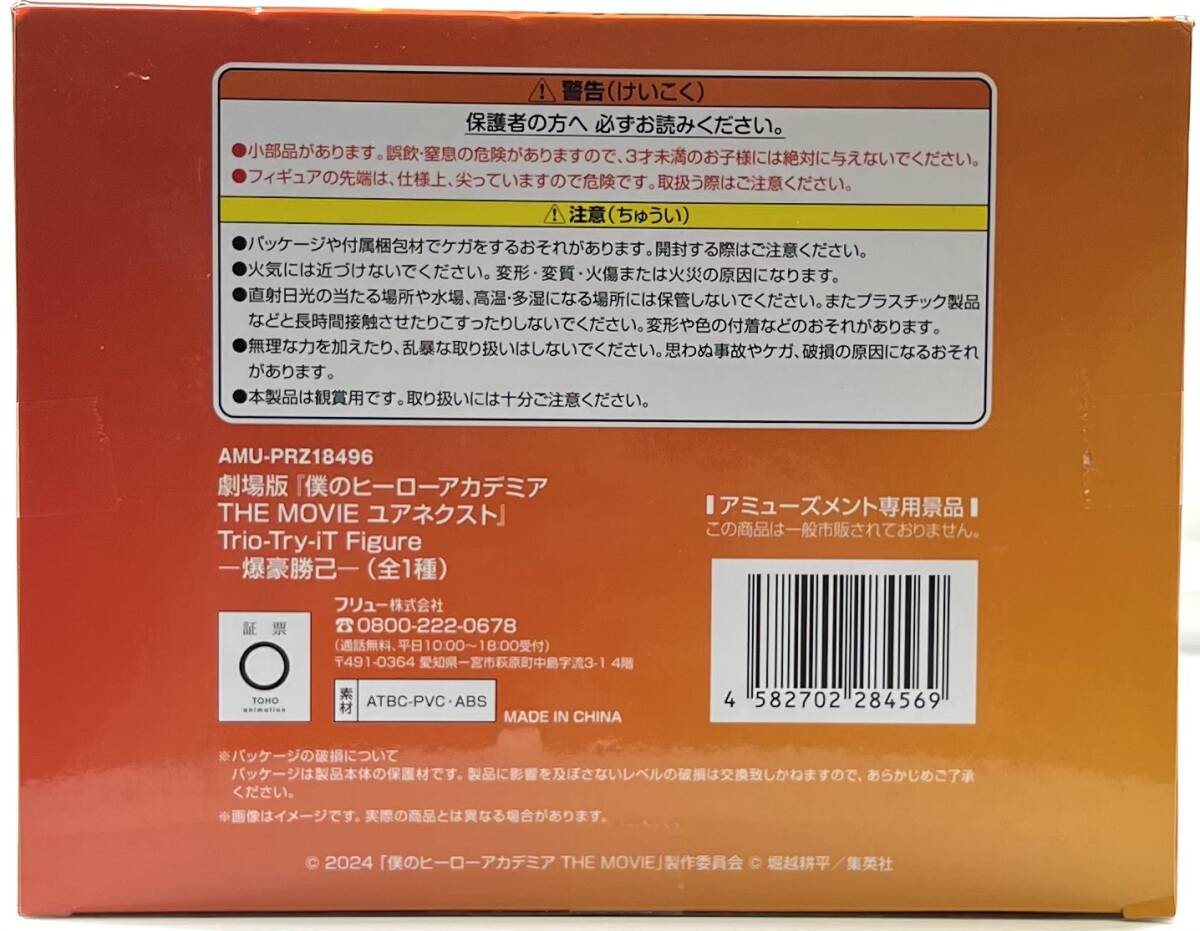 ⚠ 警告(けいこく)
保護者の方へ 必ずお読みください。
●小部品があります。誤飲・窒息の危険がありますので、3才未満のお子様には絶対に与えないでください。
●フィギュアの先端は、仕様上、尖っていますので危険です。取扱う際はご注意ください。
⚠ 注意(ちゅうい)
●パッケージや付属梱包材でケガをするおそれがあります。開封する際はご注意ください。
●火気には近づけないでください。変形・変質・火傷または火災の原因になります。
●直射日光の当たる場所や水場、高温・多湿になる場所には保管しないでください。またプラスチック製品
などと長時間接触させたりこすったりしないでください。変形や色の付着などのおそれがあります。
●無理な力を加えたり、乱暴な取り扱いはしないでください。思わぬ事故やケガ、破損の原因になるおそれ
があります。
●本製品は観賞用です。取り扱いには十分ご注意ください。
AMU-PRZ18496
劇場版『僕のヒーローアカデミア
THE MOVIE ユアネクスト』
Trio-Try-iT Figure
―爆豪勝己―(全1種)
アミューズメント専用景品
この商品は一般市販されておりません。
証票
TOHO
animation
フリュー株式会社
☎0800-222-0678
(通話無料、平日10:00~18:00受付)
〒491-0364 愛知県一宮市萩原町中島字流3-1 4階
素材 ATBC-PVC・ABS
MADE IN CHINA
4 582702 284569
※パッケージの破損について
パッケージは製品本体の保護材です。製品に影響を及ぼさないレベルの破損は交換致しかねますので、あらかじめご了承
ください。
※画像はイメージです。実際の商品とは異なる場合があります。
© 2024「僕のヒーローアカデミア THE MOVIE」製作委員会 © 堀越耕平/集英社